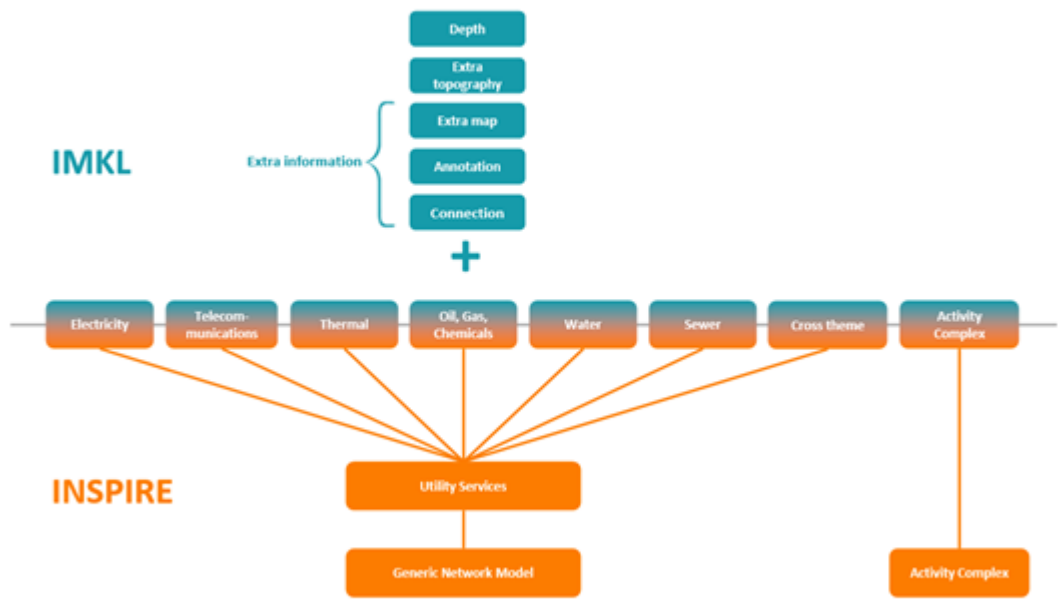 Depth
Extra
topography
Extra map
IMKL
Extra information
Annotation
Connection
+
Electricity
Telecom-
munications
Thermal
Oil, Gas,
Chemicals
Water
Sewer
Cross theme
Activity
Complex
Utility Services
INSPIRE
Generic Network Model
Activity Complex